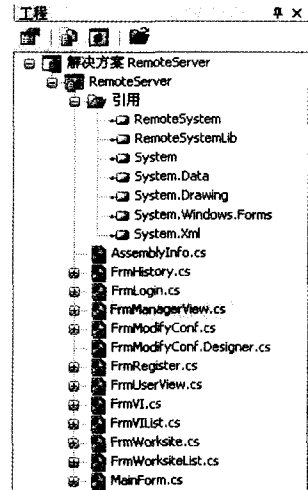 工程
解决方案 RemoteServer
RemoteServer
引用
RemoteSystem
RemoteSystemLib
System
System.Data
System.Drawing
System.Windows.Forms
System.Xml
AssemblyInfo.cs
FrmHistory.cs
FrmLogin.cs
FrmManagerView.cs
FrmModifyConf.cs
FrmModifyConf.Designer.cs
FrmRegister.cs
FrmUserView.cs
FrmVI.cs
FrmVIList.cs
FrmWorksite.cs
FrmWorksiteList.cs
MainForm.cs